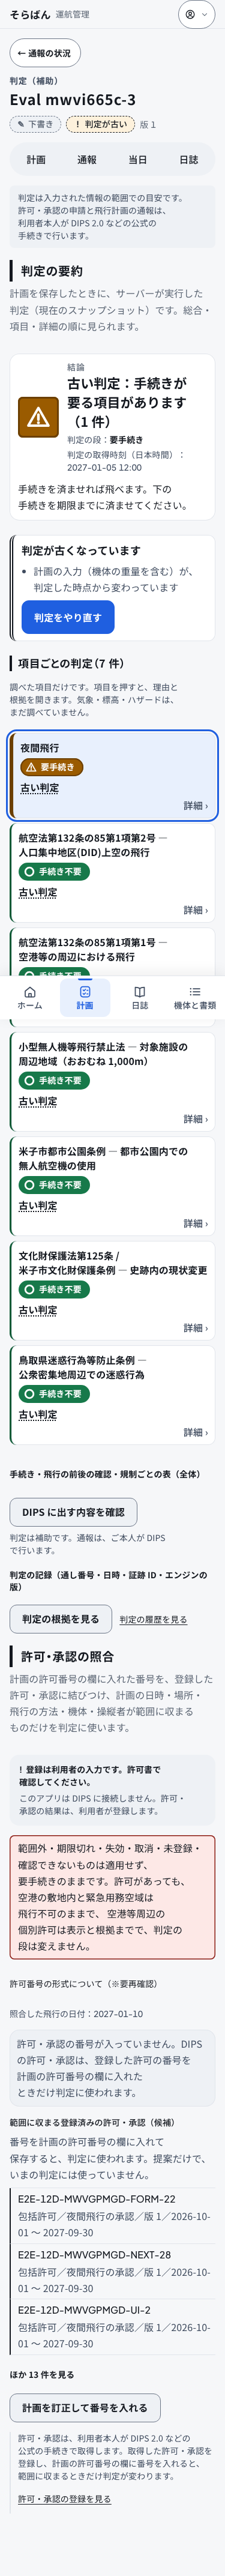 そらばん 運航管理
← 通報の状況
判定（補助）
Eval mwvi665c-3
✎ 下書き ! 判定が古い 版 1
計画 通報 当日 日誌
判定は入力された情報の範囲での目安です。
許可・承認の申請と飛行計画の通報は、
利用者本人が DIPS 2.0 などの公式の
手続きで行います。
判定の要約
計画を保存したときに、サーバーが実行した
判定（現在のスナップショット）です。総合・
項目・詳細の順に見られます。
結論
古い判定：手続きが
要る項目があります
（1 件）
判定の段：要手続き
判定の取得時刻（日本時間）：
2027-01-05 12:00
手続きを済ませれば飛べます。下の
手続きを期限までに済ませてください。
判定が古くなっています
計画の入力（機体の重量を含む）が、
判定した時点から変わっています
判定をやり直す
項目ごとの判定（7 件）
調べた項目だけです。項目を押すと、理由と
根拠を開きます。気象・標高・ハザードは、
まだ調べていません。
夜間飛行
要手続き
古い判定
詳細 ›
航空法第132条の85第1項第2号 —
人口集中地区(DID)上空の飛行
手続き不要
古い判定
詳細 ›
航空法第132条の85第1項第1号 —
空港等の周辺における飛行
ホーム 計画 日誌 機体と書類
小型無人機等飛行禁止法 — 対象施設の
周辺地域（おおむね 1,000m）
手続き不要
古い判定
詳細 ›
米子市都市公園条例 — 都市公園内での
無人航空機の使用
手続き不要
古い判定
詳細 ›
文化財保護法第125条 /
米子市文化財保護条例 — 史跡内の現状変更
手続き不要
古い判定
詳細 ›
鳥取県迷惑行為等防止条例 —
公衆密集地周辺での迷惑行為
手続き不要
古い判定
詳細 ›
手続き・飛行の前後の確認・規制ごとの表（全体）
DIPS に出す内容を確認
判定は補助です。通報は、ご本人が DIPS
で行います。
判定の記録（通し番号・日時・証跡 ID・エンジンの
版）
判定の根拠を見る 判定の履歴を見る
許可・承認の照合
計画の許可番号の欄に入れた番号を、登録した
許可・承認に結びつけ、計画の日時・場所・
飛行の方法・機体・操縦者が範囲に収まる
ものだけを判定に使います。
! 登録は利用者の入力です。許可書で
確認してください。
このアプリは DIPS に接続しません。許可・
承認の結果は、利用者が登録します。
範囲外・期限切れ・失効・取消・未登録・
確認できないものは適用せず、
要手続きのままです。許可があっても、
空港の敷地内と緊急用務空域は
飛行不可のままで、空港等周辺の
個別許可は表示と根拠までで、判定の
段は変えません。
許可番号の形式について（※要再確認）
照合した飛行の日付：2027-01-10
許可・承認の番号が入っていません。DIPS
の許可・承認は、登録した許可の番号を
計画の許可番号の欄に入れた
ときだけ判定に使われます。
範囲に収まる登録済みの許可・承認（候補）
番号を計画の許可番号の欄に入れて
保存すると、判定に使われます。提案だけで、
いまの判定には使っていません。
E2E-12D-MWVGPMGD-FORM-22
包括許可／夜間飛行の承認／版 1／2026-10-
01 〜 2027-09-30
E2E-12D-MWVGPMGD-NEXT-28
包括許可／夜間飛行の承認／版 1／2026-10-
01 〜 2027-09-30
E2E-12D-MWVGPMGD-UI-2
包括許可／夜間飛行の承認／版 1／2026-10-
01 〜 2027-09-30
ほか 13 件を見る
計画を訂正して番号を入れる
許可・承認は、利用者本人が DIPS 2.0 などの
公式の手続きで取得します。取得した許可・承認を
登録し、計画の許可番号の欄に番号を入れると、
範囲に収まるときだけ判定が変わります。
許可・承認の登録を見る